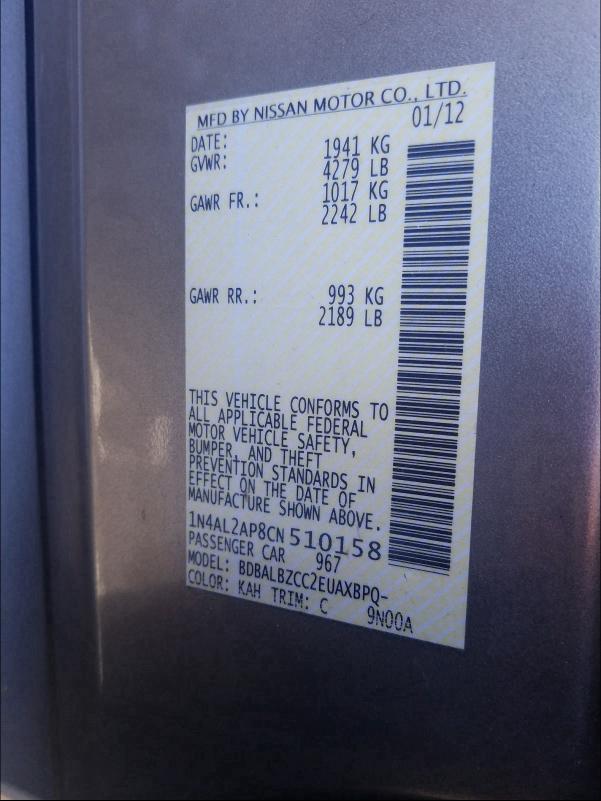 MFD BY NISSAN MOTOR CO., LTD.
DATE: 01/12
GVWR: 1941 KG
4279 LB
GAWR FR.: 1017 KG
2242 LB
GAWR RR.: 993 KG
2189 LB
THIS VEHICLE CONFORMS TO
ALL APPLICABLE FEDERAL
MOTOR VEHICLE SAFETY,
BUMPER, AND THEFT
PREVENTION STANDARDS IN
EFFECT ON THE DATE OF
MANUFACTURE SHOWN ABOVE.
1N4AL2AP8CN 510158
PASSENGER CAR 967
MODEL: BDBALBZCC2EUAXBPQ-
COLOR: KAH TRIM: C 9N00A